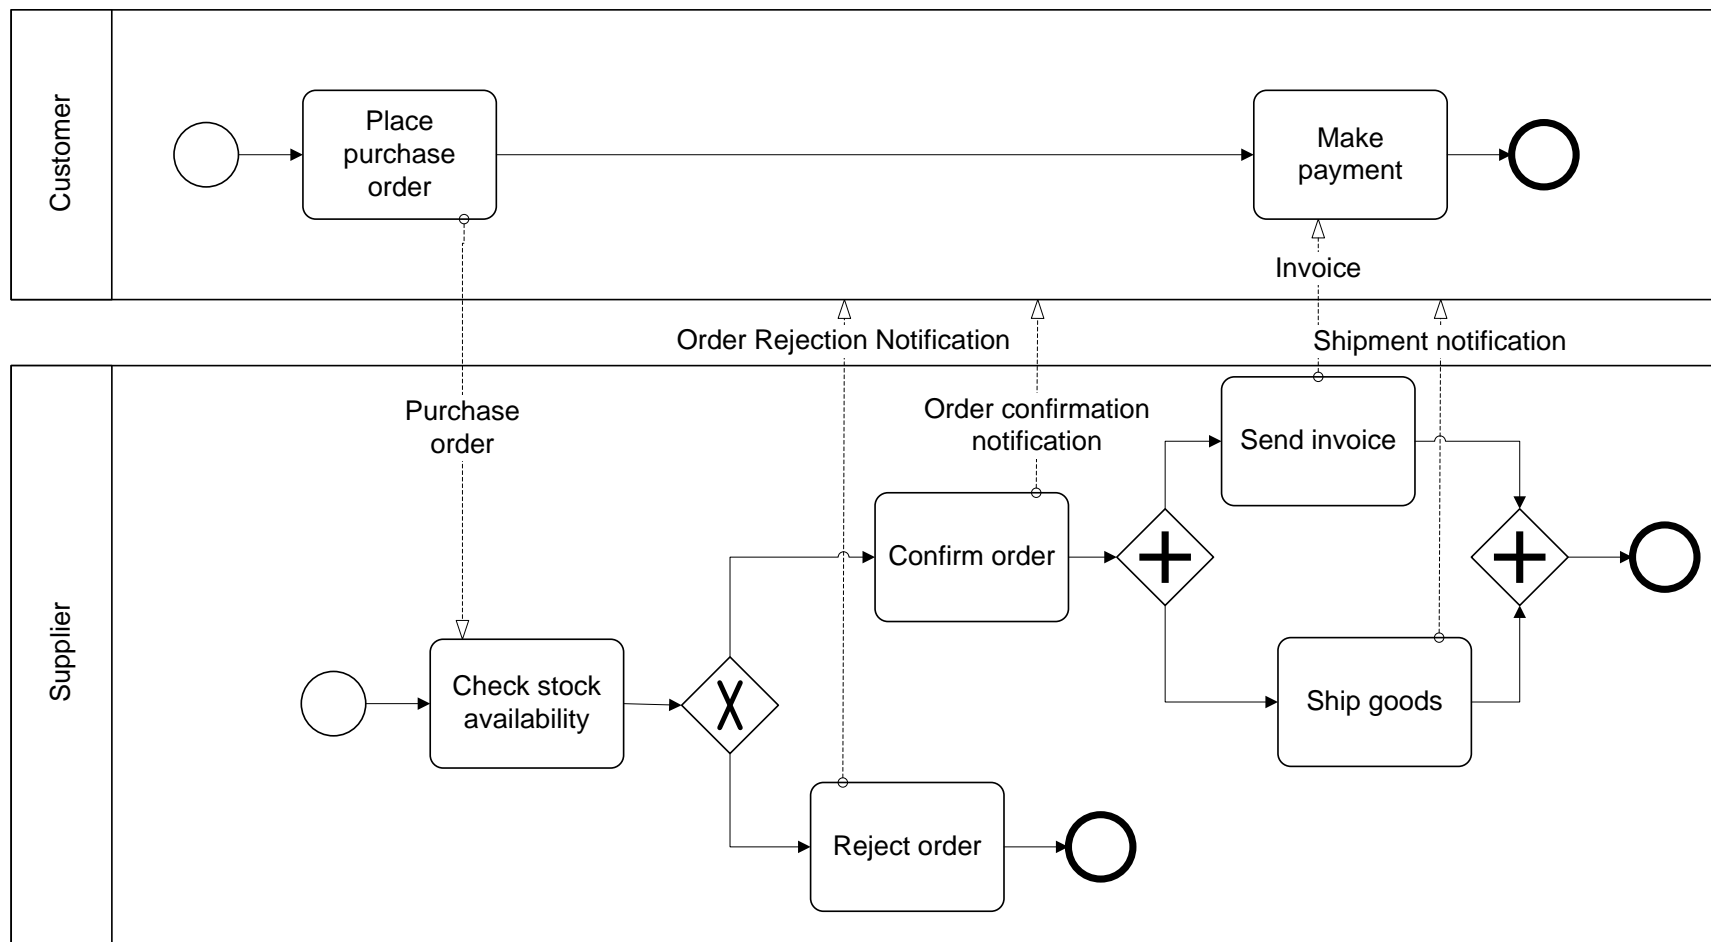 Customer
Place
purchase
order
Make
payment
Invoice
Order Rejection Notification
Shipment notification
Purchase
order
Order confirmation
notification
Send invoice
Confirm order
Supplier
Check stock
availability
X
Ship goods
Reject order